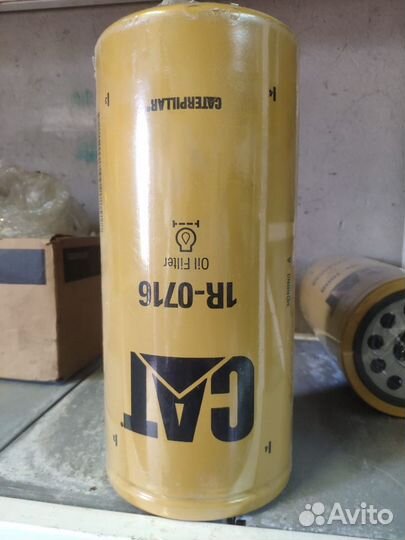 CATERPILLAR®
Oil Filter
1R-0716
CAT
Avito